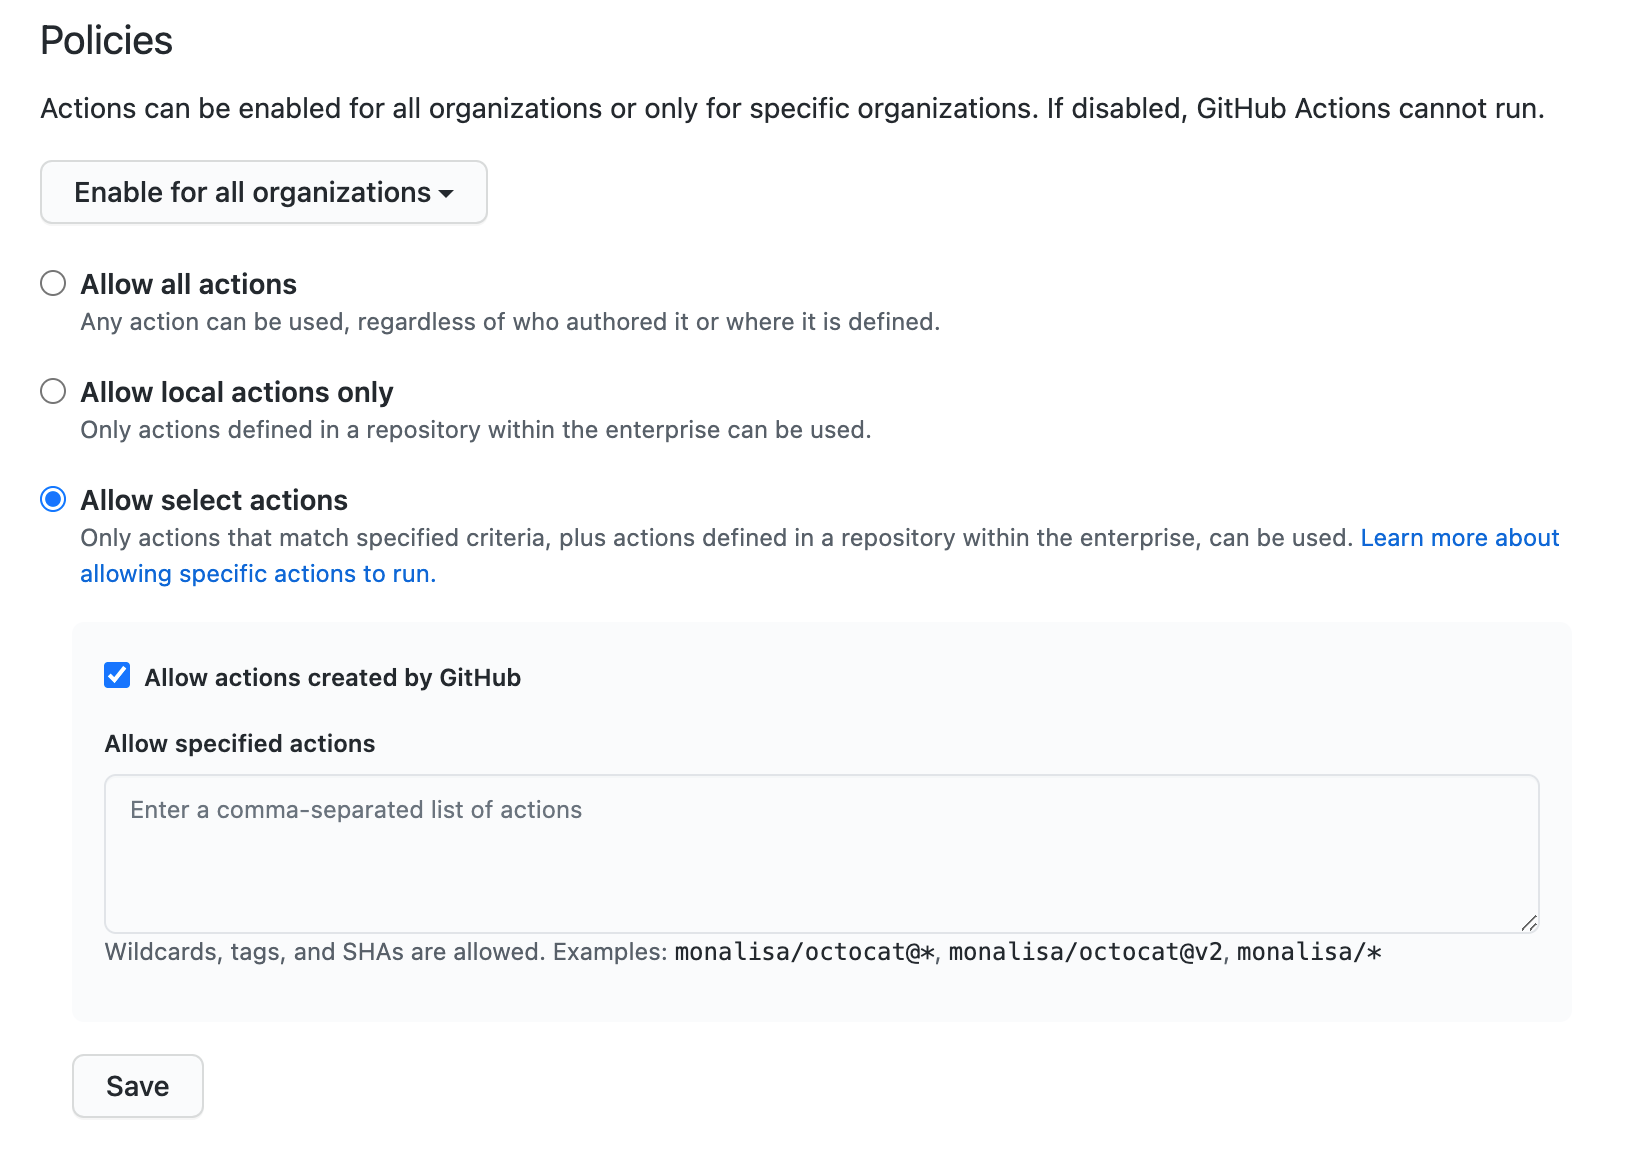 Policies
Actions can be enabled for all organizations or only for specific organizations. If disabled, GitHub Actions cannot run.
Enable for all organizations
Allow all actions
Any action can be used, regardless of who authored it or where it is defined.
Allow local actions only
Only actions defined in a repository within the enterprise can be used.
Allow select actions
Only actions that match specified criteria, plus actions defined in a repository within the enterprise, can be used. Learn more about
allowing specific actions to run.
Allow actions created by GitHub
Allow specified actions
Enter a comma-separated list of actions
Wildcards, tags, and SHAs are allowed. Examples: monalisa/octocat@*, monalisa/octocat@v2, monalisa/*
Save